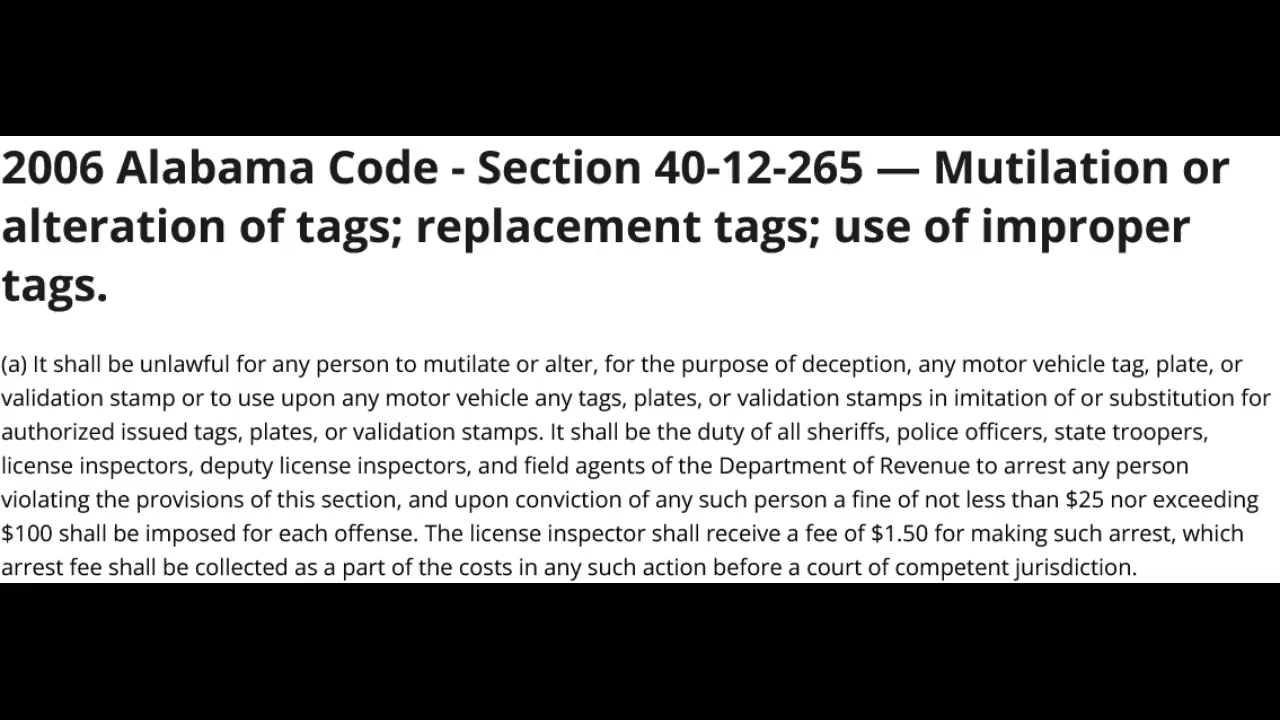 2006 Alabama Code - Section 40-12-265 — Mutilation or
alteration of tags; replacement tags; use of improper
tags.
(a) It shall be unlawful for any person to mutilate or alter, for the purpose of deception, any motor vehicle tag, plate, or
validation stamp or to use upon any motor vehicle any tags, plates, or validation stamps in imitation of or substitution for
authorized issued tags, plates, or validation stamps. It shall be the duty of all sheriffs, police officers, state troopers,
license inspectors, deputy license inspectors, and field agents of the Department of Revenue to arrest any person
violating the provisions of this section, and upon conviction of any such person a fine of not less than $25 nor exceeding
$100 shall be imposed for each offense. The license inspector shall receive a fee of $1.50 for making such arrest, which
arrest fee shall be collected as a part of the costs in any such action before a court of competent jurisdiction.